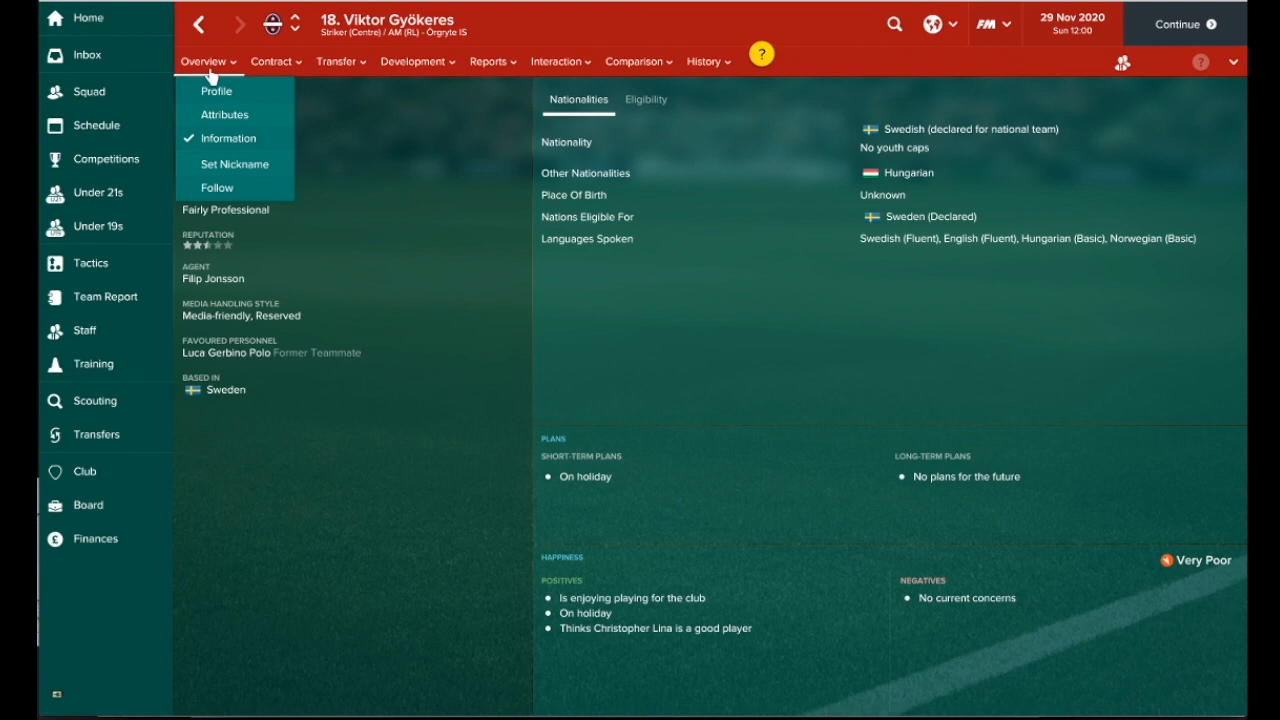 Home
Inbox
Squad
Schedule
Competitions
Under 21s
Under 19s
Tactics
Team Report
Staff
Training
Scouting
Transfers
Club
Board
Finances
18. Viktor Gyökeres
Striker (Centre) / AM (RL) - Örgryte IS
FM
29 Nov 2020
Sun 12:00
Continue
Overview Contract Transfer Development Reports Interaction Comparison History ?
?
Profile
Attributes
Information
Set Nickname
Follow
Fairly Professional
REPUTATION
AGENT
Filip Jonsson
MEDIA HANDLING STYLE
Media-friendly, Reserved
FAVOURED PERSONNEL
Luca Gerbino Polo Former Teammate
BASED IN
Sweden
Nationalities Eligibility
Nationality Swedish (declared for national team)
No youth caps
Other Nationalities Hungarian
Place Of Birth Unknown
Nations Eligible For Sweden (Declared)
Languages Spoken Swedish (Fluent), English (Fluent), Hungarian (Basic), Norwegian (Basic)
PLANS
SHORT-TERM PLANS
• On holiday
LONG-TERM PLANS
• No plans for the future
HAPPINESS
Very Poor
POSITIVES
• Is enjoying playing for the club
• On holiday
• Thinks Christopher Lina is a good player
NEGATIVES
• No current concerns